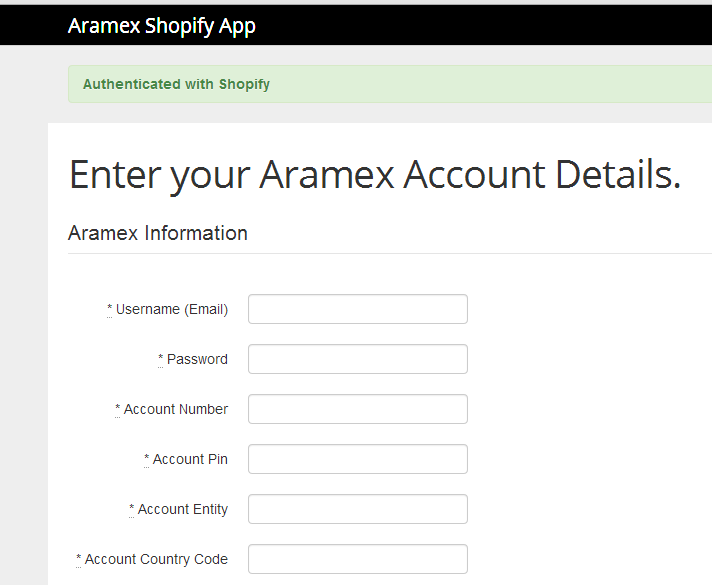 Aramex Shopify App
Authenticated with Shopify
Enter your Aramex Account Details.
Aramex Information
* Username (Email)
* Password
* Account Number
* Account Pin
* Account Entity
* Account Country Code